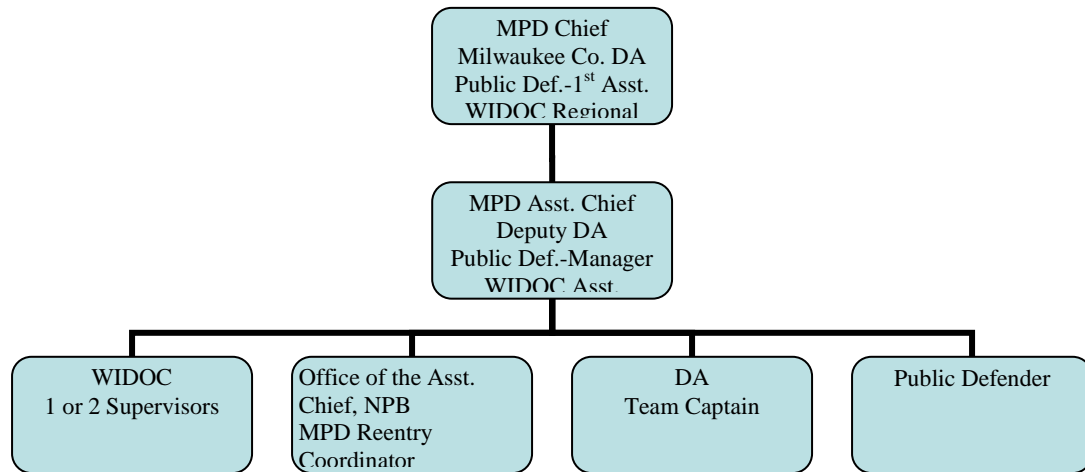 MPD Chief
Milwaukee Co. DA
Public Def.-1st Asst.
WIDOC Regional
MPD Asst. Chief
Deputy DA
Public Def.-Manager
WIDOC Asst.
WIDOC
1 or 2 Supervisors
Office of the Asst.
Chief, NPB
MPD Reentry
Coordinator
DA
Team Captain
Public Defender